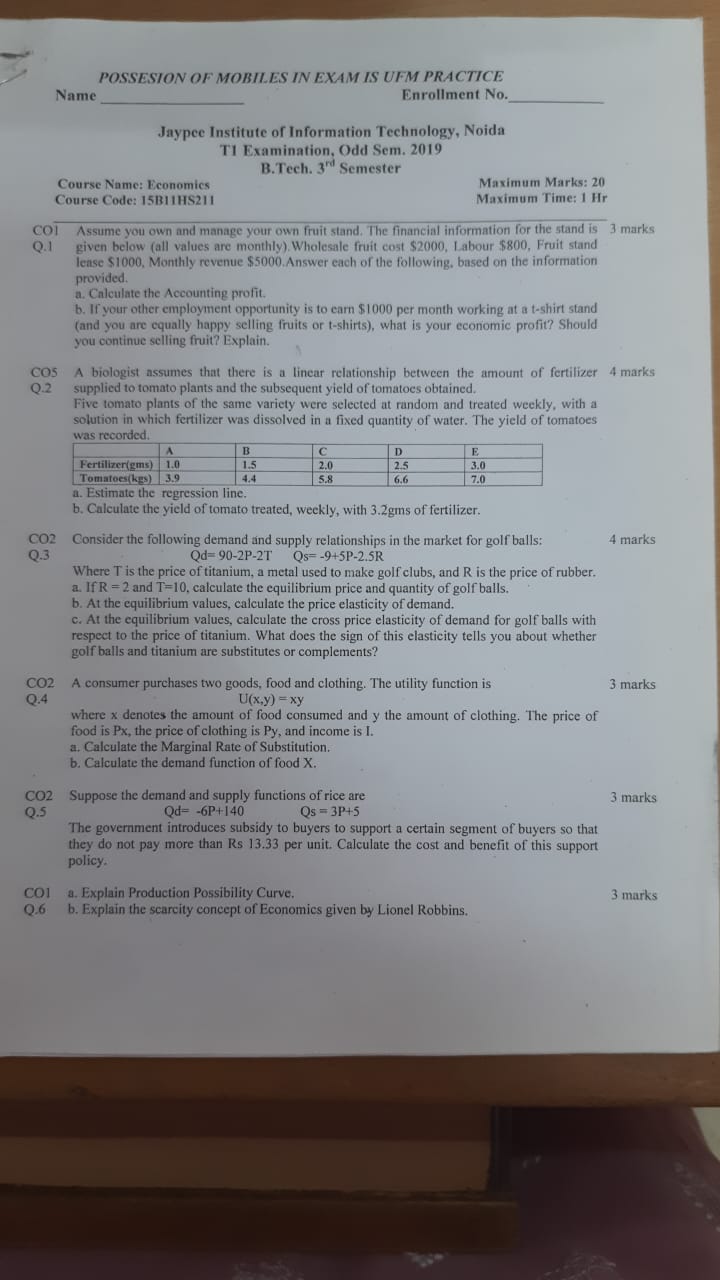 POSSESION OF MOBILES IN EXAM IS UFM PRACTICE
Name Enrollment No.
Jaypee Institute of Information Technology, Noida
T1 Examination, Odd Sem. 2019
B.Tech. 3rd Semester
Course Name: Economics Maximum Marks: 20
Course Code: 15B11HS211 Maximum Time: 1 Hr
CO1 Assume you own and manage your own fruit stand. The financial information for the stand is 3 marks
Q.1 given below (all values are monthly).Wholesale fruit cost $2000, Labour $800, Fruit stand
lease $1000, Monthly revenue $5000.Answer each of the following, based on the information
provided.
a. Calculate the Accounting profit.
b. If your other employment opportunity is to earn $1000 per month working at a t-shirt stand
(and you are equally happy selling fruits or t-shirts), what is your economic profit? Should
you continue selling fruit? Explain.
CO5 A biologist assumes that there is a linear relationship between the amount of fertilizer 4 marks
Q.2 supplied to tomato plants and the subsequent yield of tomatoes obtained.
Five tomato plants of the same variety were selected at random and treated weekly, with a
solution in which fertilizer was dissolved in a fixed quantity of water. The yield of tomatoes
was recorded.
A B C D E
Fertilizer(gms) 1.0 1.5 2.0 2.5 3.0
Tomatoes(kgs) 3.9 4.4 5.8 6.6 7.0
a. Estimate the regression line.
b. Calculate the yield of tomato treated, weekly, with 3.2gms of fertilizer.
CO2 Consider the following demand and supply relationships in the market for golf balls: 4 marks
Q.3 Qd= 90-2P-2T Qs= -9+5P-2.5R
Where T is the price of titanium, a metal used to make golf clubs, and R is the price of rubber.
a. If R = 2 and T=10, calculate the equilibrium price and quantity of golf balls.
b. At the equilibrium values, calculate the price elasticity of demand.
c. At the equilibrium values, calculate the cross price elasticity of demand for golf balls with
respect to the price of titanium. What does the sign of this elasticity tells you about whether
golf balls and titanium are substitutes or complements?
CO2 A consumer purchases two goods, food and clothing. The utility function is 3 marks
Q.4 U(x,y) = xy
where x denotes the amount of food consumed and y the amount of clothing. The price of
food is Px, the price of clothing is Py, and income is I.
a. Calculate the Marginal Rate of Substitution.
b. Calculate the demand function of food X.
CO2 Suppose the demand and supply functions of rice are 3 marks
Q.5 Qd= -6P+140 Qs = 3P+5
The government introduces subsidy to buyers to support a certain segment of buyers so that
they do not pay more than Rs 13.33 per unit. Calculate the cost and benefit of this support
policy.
CO1 a. Explain Production Possibility Curve. 3 marks
Q.6 b. Explain the scarcity concept of Economics given by Lionel Robbins.